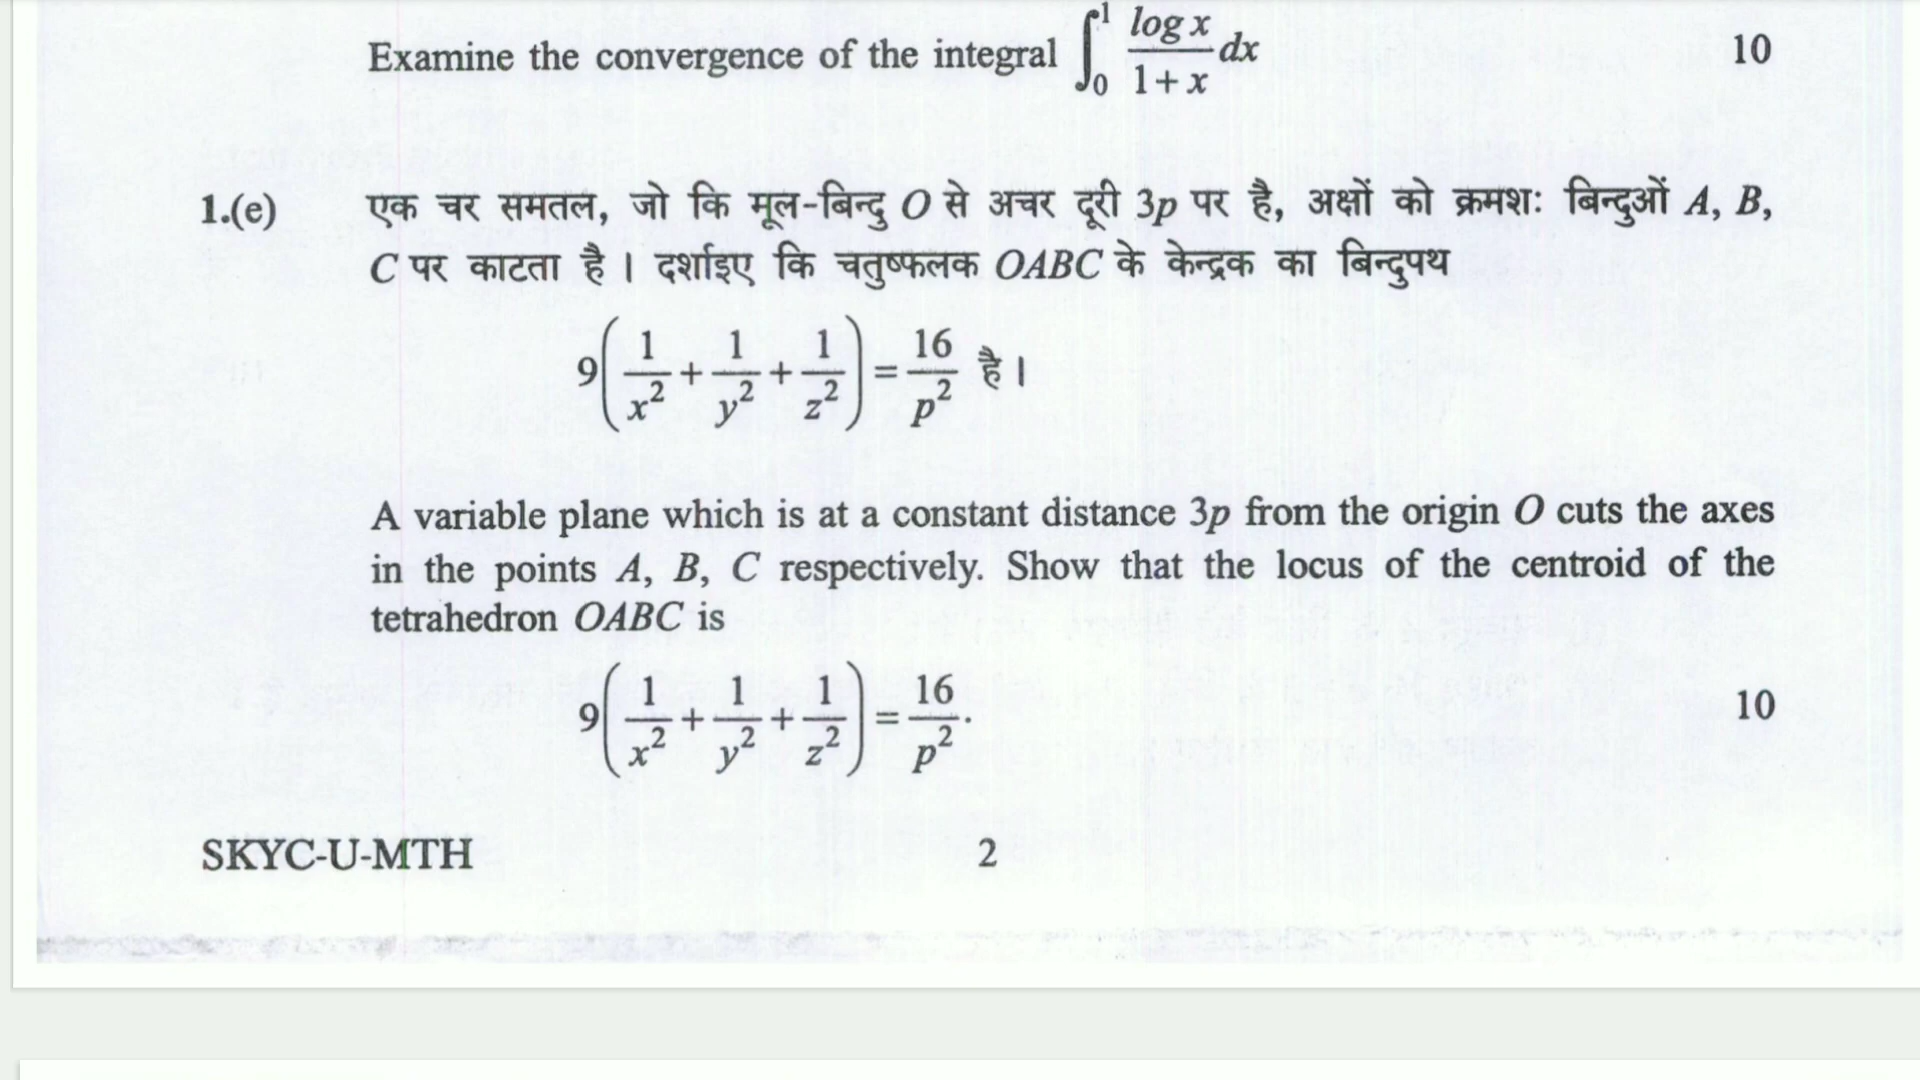 Examine the convergence of the integral ∫₀¹ log x / (1+x) dx 10
1.(e) एक चर समतल, जो कि मूल-बिन्दु O से अचर दूरी 3p पर है, अक्षों को क्रमशः बिन्दुओं A, B,
C पर काटता है । दर्शाइए कि चतुष्फलक OABC के केन्द्रक का बिन्दुपथ
9(1/x² + 1/y² + 1/z²) = 16/p² है ।
A variable plane which is at a constant distance 3p from the origin O cuts the axes
in the points A, B, C respectively. Show that the locus of the centroid of the
tetrahedron OABC is
9(1/x² + 1/y² + 1/z²) = 16/p². 10
SKYC-U-MTH 2